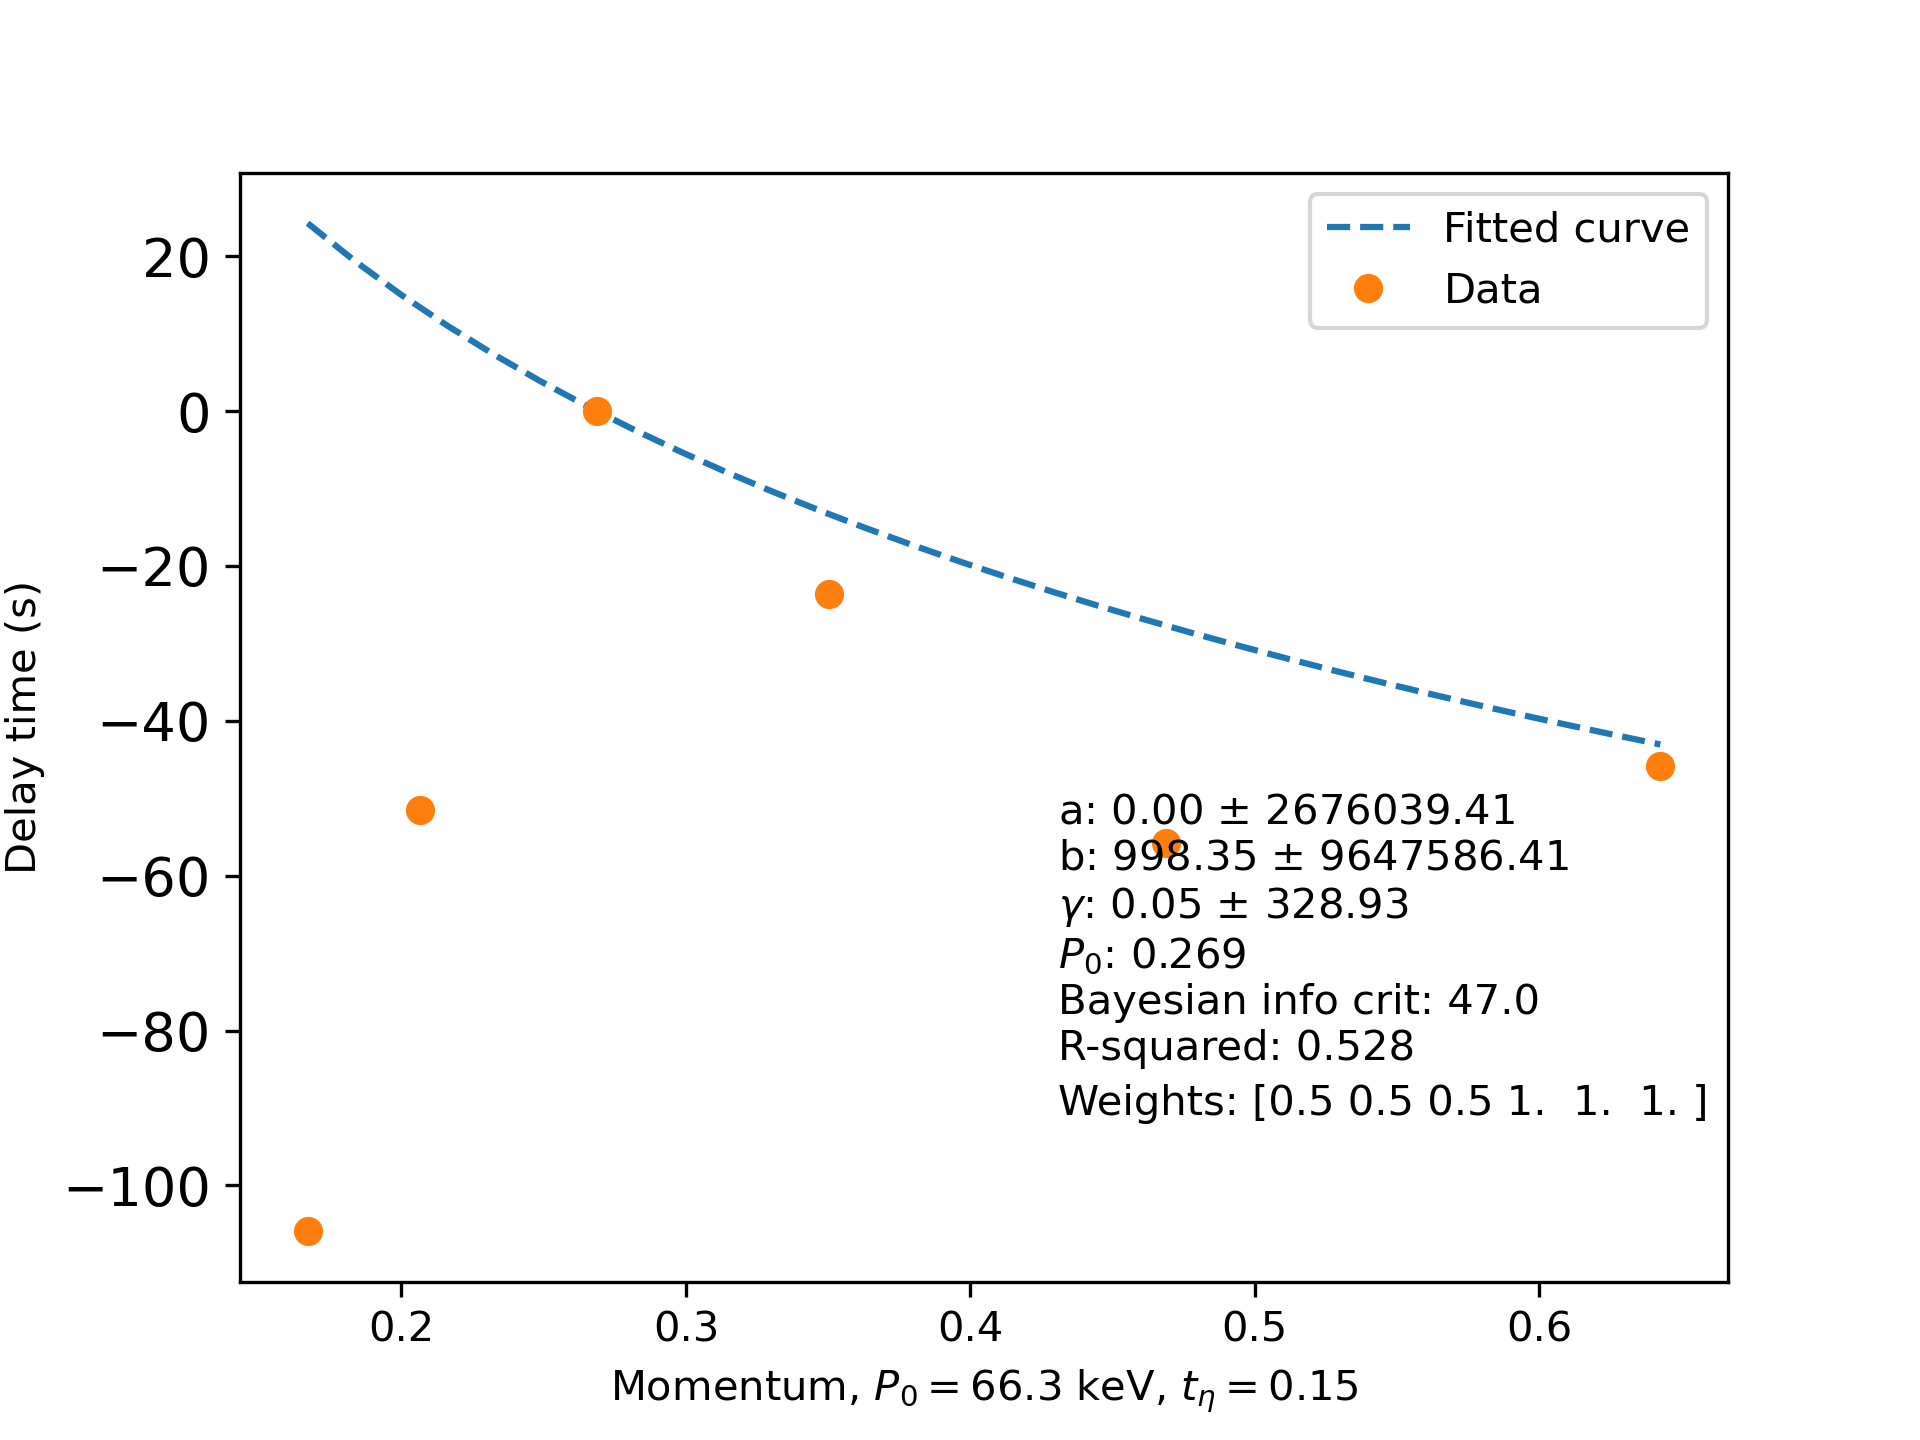 Fitted curve
Data
20
0
−20
−40
−60
−80
−100
Delay time (s)
a: 0.00 ± 2676039.41
b: 998.35 ± 9647586.41
γ: 0.05 ± 328.93
P₀: 0.269
Bayesian info crit: 47.0
R-squared: 0.528
Weights: [0.5 0.5 0.5 1.  1.  1. ]
0.2 0.3 0.4 0.5 0.6
Momentum, P₀ = 66.3 keV, tη = 0.15